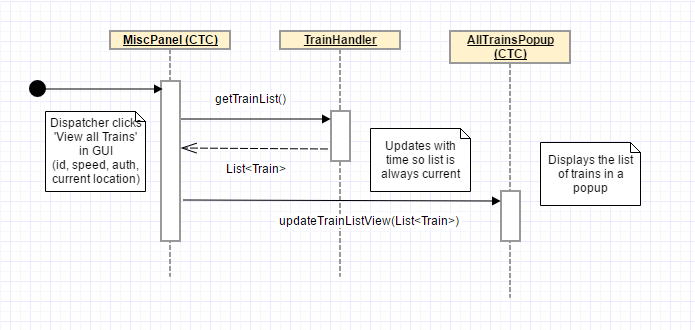 MiscPanel (CTC)
TrainHandler
AllTrainsPopup
(CTC)
getTrainList()
Dispatcher clicks
'View all Trains'
in GUI
(id, speed, auth,
current location)
List<Train>
Updates with
time so list is
always current
Displays the list
of trains in a
popup
updateTrainListView(List<Train>)